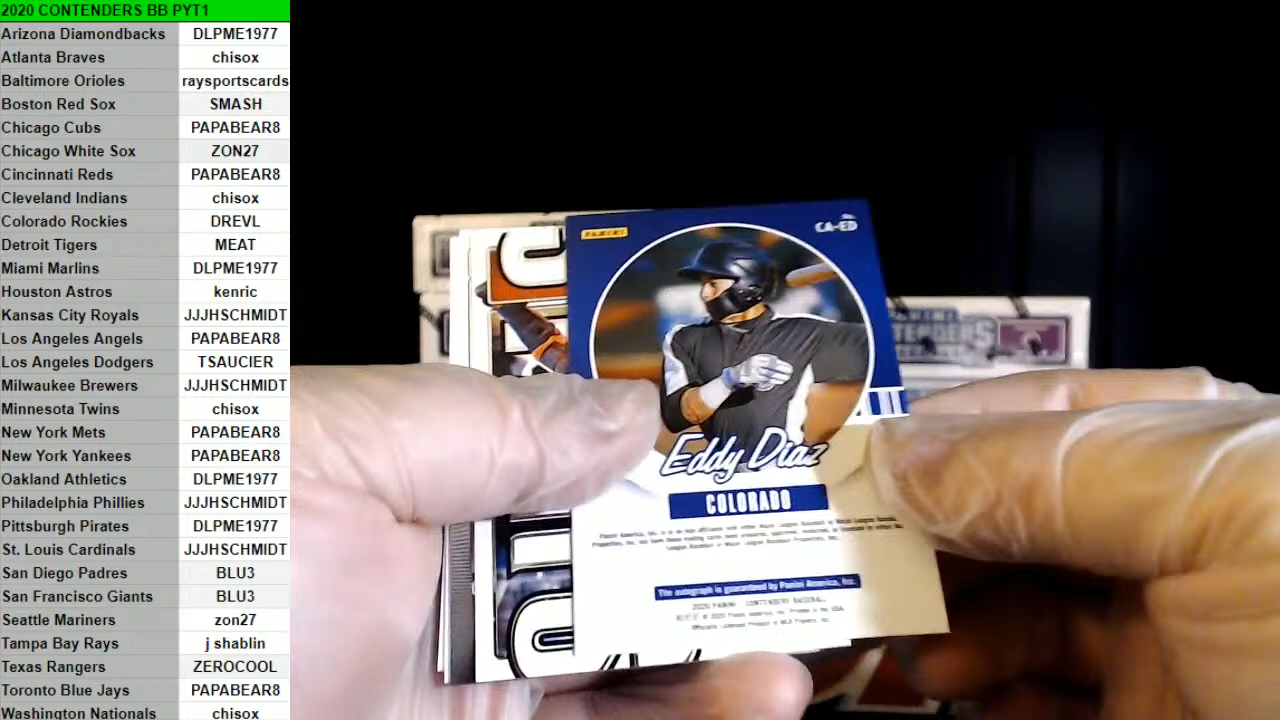 2020 CONTENDERS BB PYT1
Arizona Diamondbacks DLPME1977
Atlanta Braves chisox
Baltimore Orioles raysportscards
Boston Red Sox SMASH
Chicago Cubs PAPABEAR8
Chicago White Sox ZON27
Cincinnati Reds PAPABEAR8
Cleveland Indians chisox
Colorado Rockies DREVL
Detroit Tigers MEAT
Miami Marlins DLPME1977
Houston Astros kenric
Kansas City Royals JJJHSCHMIDT
Los Angeles Angels PAPABEAR8
Los Angeles Dodgers TSAUCIER
Milwaukee Brewers JJJHSCHMIDT
Minnesota Twins chisox
New York Mets PAPABEAR8
New York Yankees PAPABEAR8
Oakland Athletics DLPME1977
Philadelphia Phillies JJJHSCHMIDT
Pittsburgh Pirates DLPME1977
St. Louis Cardinals JJJHSCHMIDT
San Diego Padres BLU3
San Francisco Giants BLU3
Seattle Mariners zon27
Tampa Bay Rays j shablin
Texas Rangers ZEROCOOL
Toronto Blue Jays PAPABEAR8
Washington Nationals chisox
PANINI
No.
CA-ED
Eddy Diaz
COLORADO
The autograph is guaranteed by Panini America, Inc.
2020 PANINI - CONTENDERS BASEBALL
PANINI